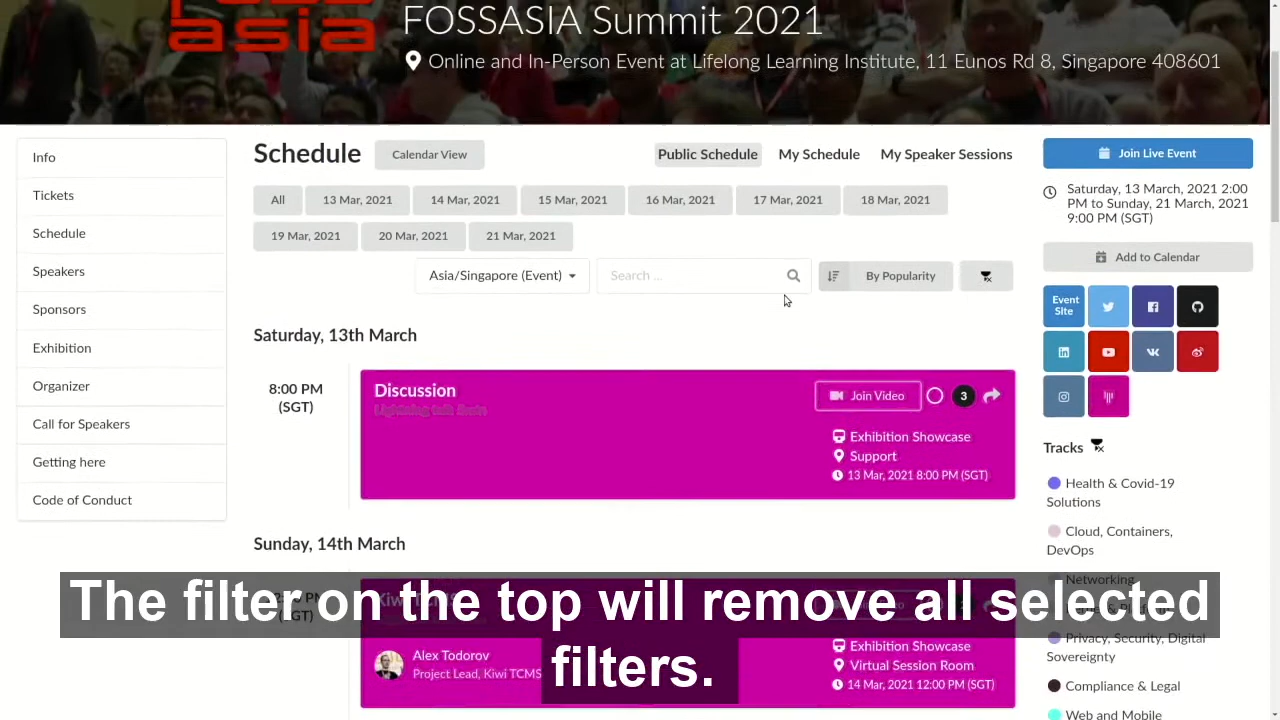 asia
FOSSASIA Summit 2021
Online and In-Person Event at Lifelong Learning Institute, 11 Eunos Rd 8, Singapore 408601
Info
Tickets
Schedule
Speakers
Sponsors
Exhibition
Organizer
Call for Speakers
Getting here
Code of Conduct
Schedule
Calendar View
Public Schedule
My Schedule
My Speaker Sessions
All
13 Mar, 2021
14 Mar, 2021
15 Mar, 2021
16 Mar, 2021
17 Mar, 2021
18 Mar, 2021
19 Mar, 2021
20 Mar, 2021
21 Mar, 2021
Asia/Singapore (Event)
Search ...
By Popularity
Saturday, 13th March
8:00 PM
(SGT)
Discussion
Join Video
3
Exhibition Showcase
Support
13 Mar, 2021 8:00 PM (SGT)
Sunday, 14th March
Alex Todorov
Project Lead, Kiwi TCMS
Exhibition Showcase
Virtual Session Room
14 Mar, 2021 12:00 PM (SGT)
Join Live Event
Saturday, 13 March, 2021 2:00
PM to Sunday, 21 March, 2021
9:00 PM (SGT)
Add to Calendar
Event
Site
Tracks
Health & Covid-19
Solutions
Cloud, Containers,
DevOps
Networking
Privacy, Security, Digital
Sovereignty
Compliance & Legal
Web and Mobile
The filter on the top will remove all selected
filters.